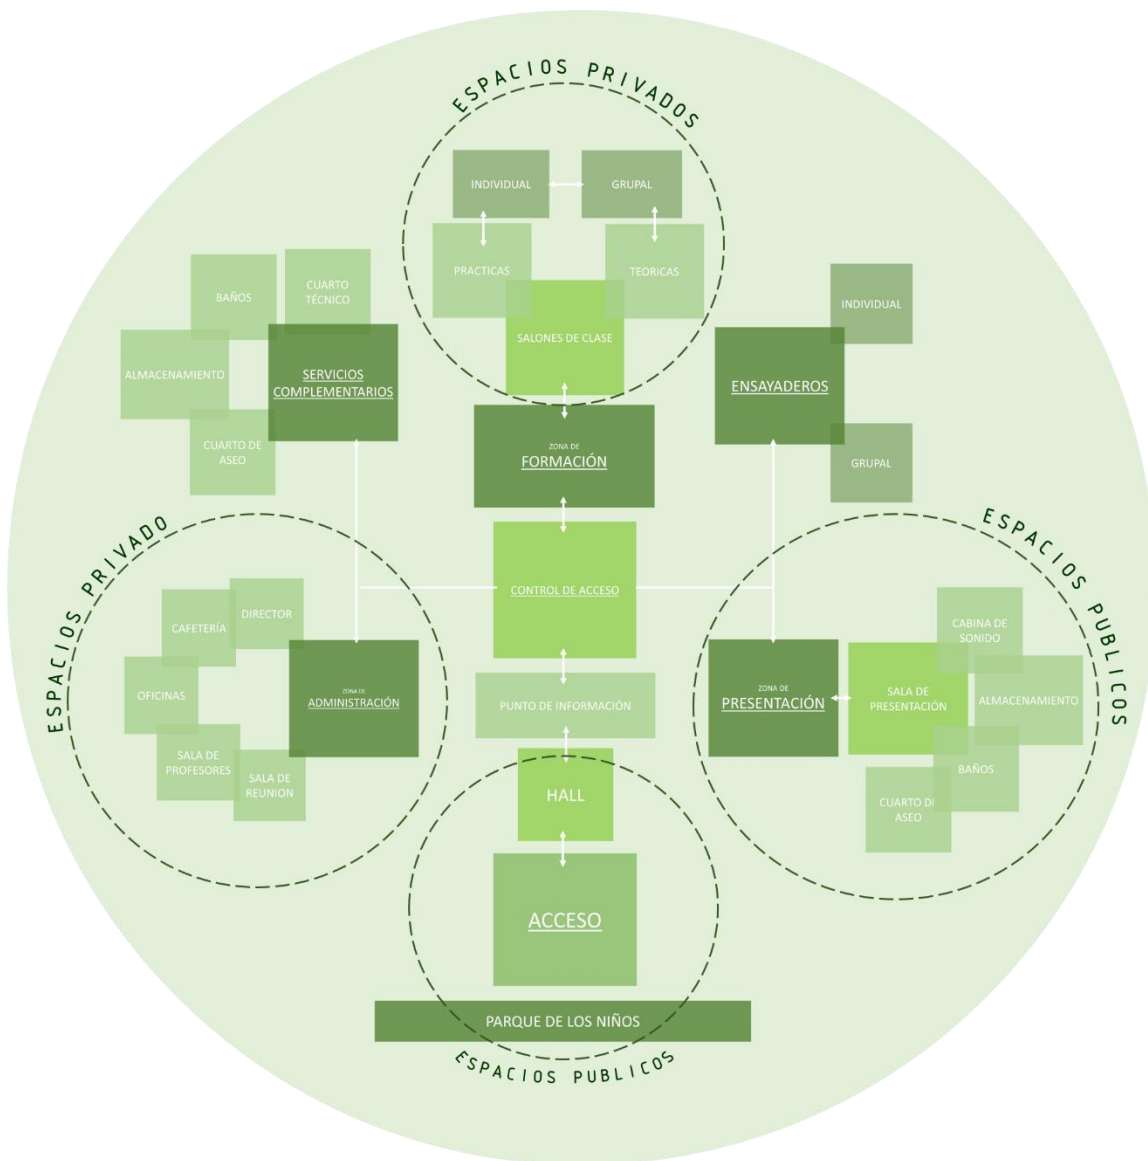 ESPACIOS PRIVADOS
INDIVIDUAL
GRUPAL
PRACTICAS
TEORICAS
SALONES DE CLASE
BAÑOS
CUARTO
TÉCNICO
ALMACENAMIENTO
SERVICIOS
COMPLEMENTARIOS
CUARTO DE
ASEO
INDIVIDUAL
ENSAYADEROS
GRUPAL
ZONA DE
FORMACIÓN
CONTROL DE ACCESO
ESPACIOS PRIVADO
DIRECTOR
CAFETERÍA
OFICINAS
ZONA DE
ADMINISTRACIÓN
SALA DE
PROFESORES
SALA DE
REUNION
PUNTO DE INFORMACIÓN
ESPACIOS PUBLICOS
CABINA DE
SONIDO
ZONA DE
PRESENTACIÓN
SALA DE
PRESENTACIÓN
ALMACENAMIENTO
BAÑOS
CUARTO DE
ASEO
HALL
ACCESO
PARQUE DE LOS NIÑOS
ESPACIOS PUBLICOS